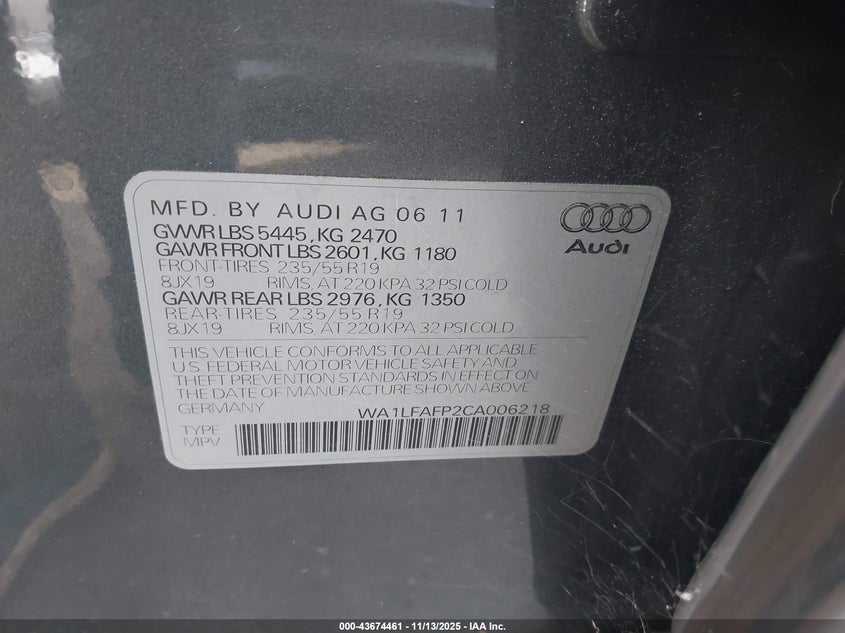 MFD. BY AUDI AG 06 11
GVWR LBS 5445, KG 2470
GAWR FRONT LBS 2601, KG 1180
FRONT-TIRES 235/55 R19
8JX19 RIMS, AT 220 KPA 32 PSI COLD
GAWR REAR LBS 2976, KG 1350
REAR-TIRES 235/55 R19
8JX19 RIMS, AT 220 KPA 32 PSI COLD
Audi
THIS VEHICLE CONFORMS TO ALL APPLICABLE
U.S. FEDERAL MOTOR VEHICLE SAFETY AND
THEFT PREVENTION STANDARDS IN EFFECT ON
THE DATE OF MANUFACTURE SHOWN ABOVE
GERMANY WA1LFAFP2CA006218
TYPE
MPV
000-43674461 - 11/13/2025 - IAA Inc.